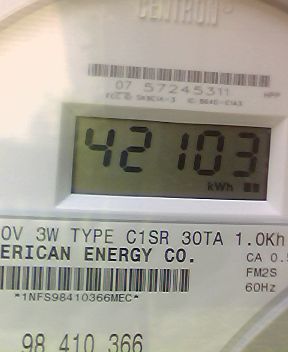 CENTRON®
07 57245311
42103
kWh
0V 3W TYPE C1SR 30TA 1.0Kh
ERICAN ENERGY CO. CA 0.5
FM2S
*1NFS98410366MEC* 60Hz
98 410 366